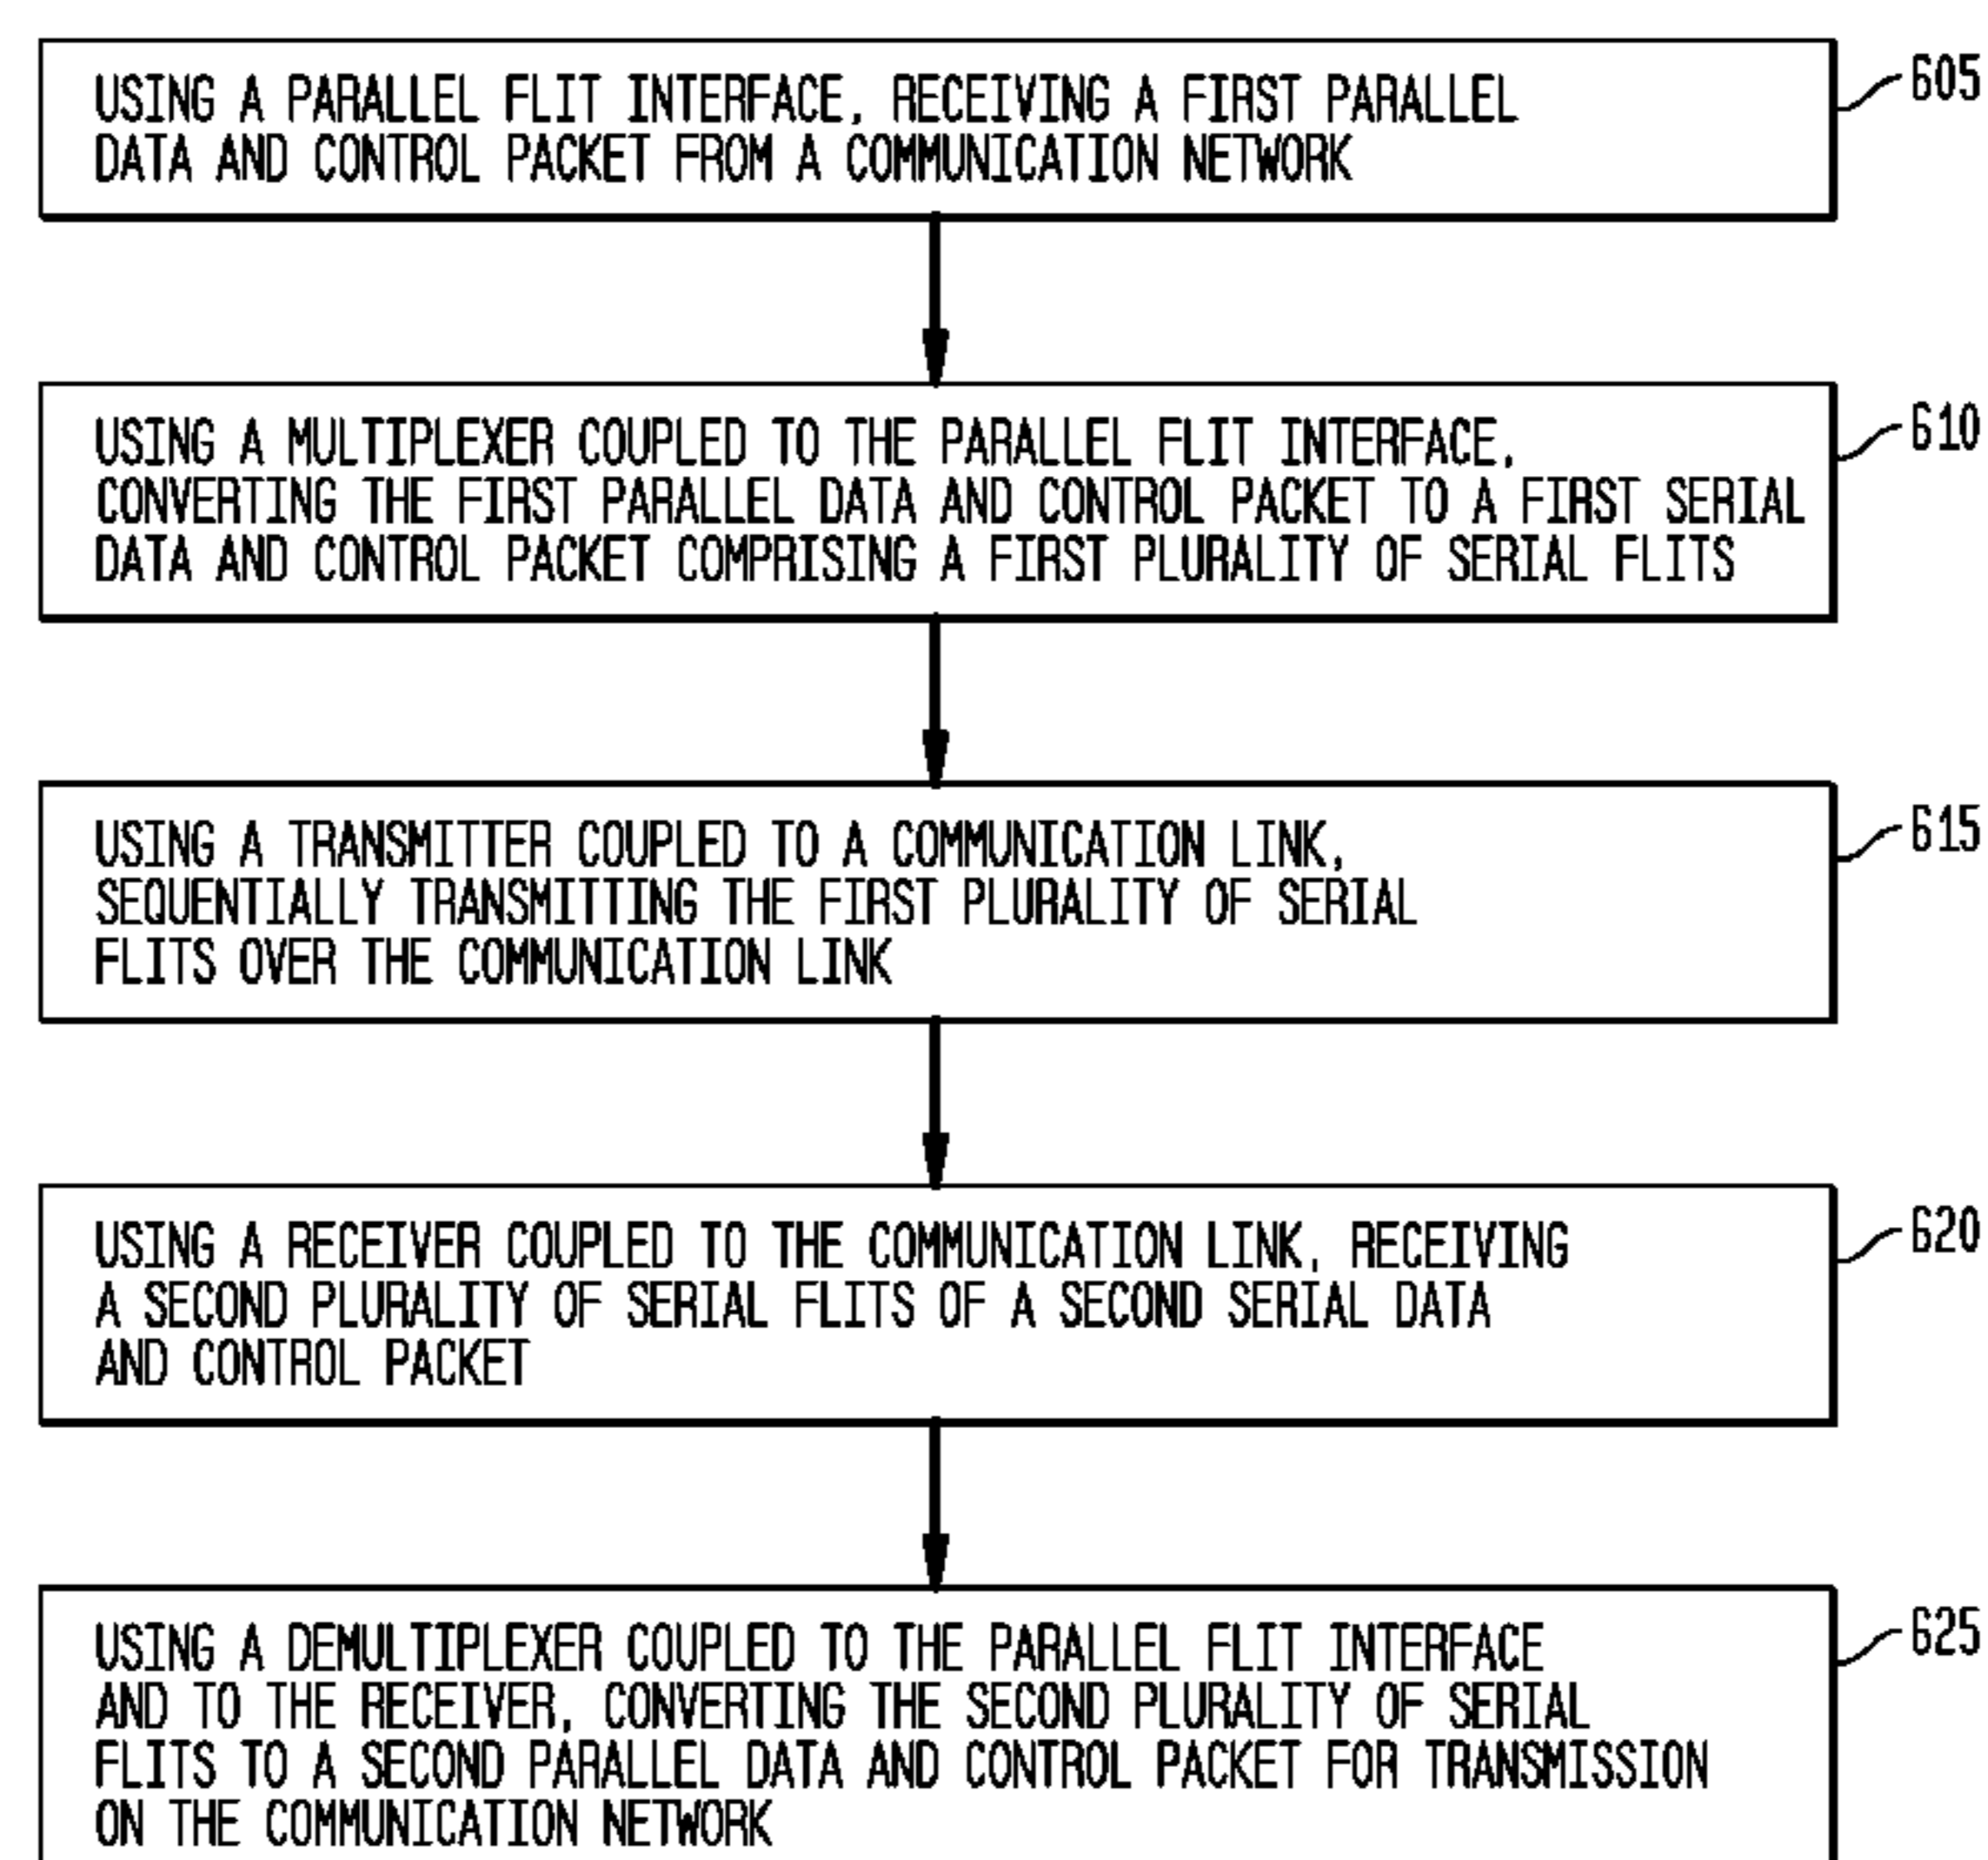 USING A PARALLEL FLIT INTERFACE, RECEIVING A FIRST PARALLEL
DATA AND CONTROL PACKET FROM A COMMUNICATION NETWORK
605
USING A MULTIPLEXER COUPLED TO THE PARALLEL FLIT INTERFACE,
CONVERTING THE FIRST PARALLEL DATA AND CONTROL PACKET TO A FIRST SERIAL
DATA AND CONTROL PACKET COMPRISING A FIRST PLURALITY OF SERIAL FLITS
610
USING A TRANSMITTER COUPLED TO A COMMUNICATION LINK,
SEQUENTIALLY TRANSMITTING THE FIRST PLURALITY OF SERIAL
FLITS OVER THE COMMUNICATION LINK
615
USING A RECEIVER COUPLED TO THE COMMUNICATION LINK, RECEIVING
A SECOND PLURALITY OF SERIAL FLITS OF A SECOND SERIAL DATA
AND CONTROL PACKET
620
USING A DEMULTIPLEXER COUPLED TO THE PARALLEL FLIT INTERFACE
AND TO THE RECEIVER, CONVERTING THE SECOND PLURALITY OF SERIAL
FLITS TO A SECOND PARALLEL DATA AND CONTROL PACKET FOR TRANSMISSION
ON THE COMMUNICATION NETWORK
625